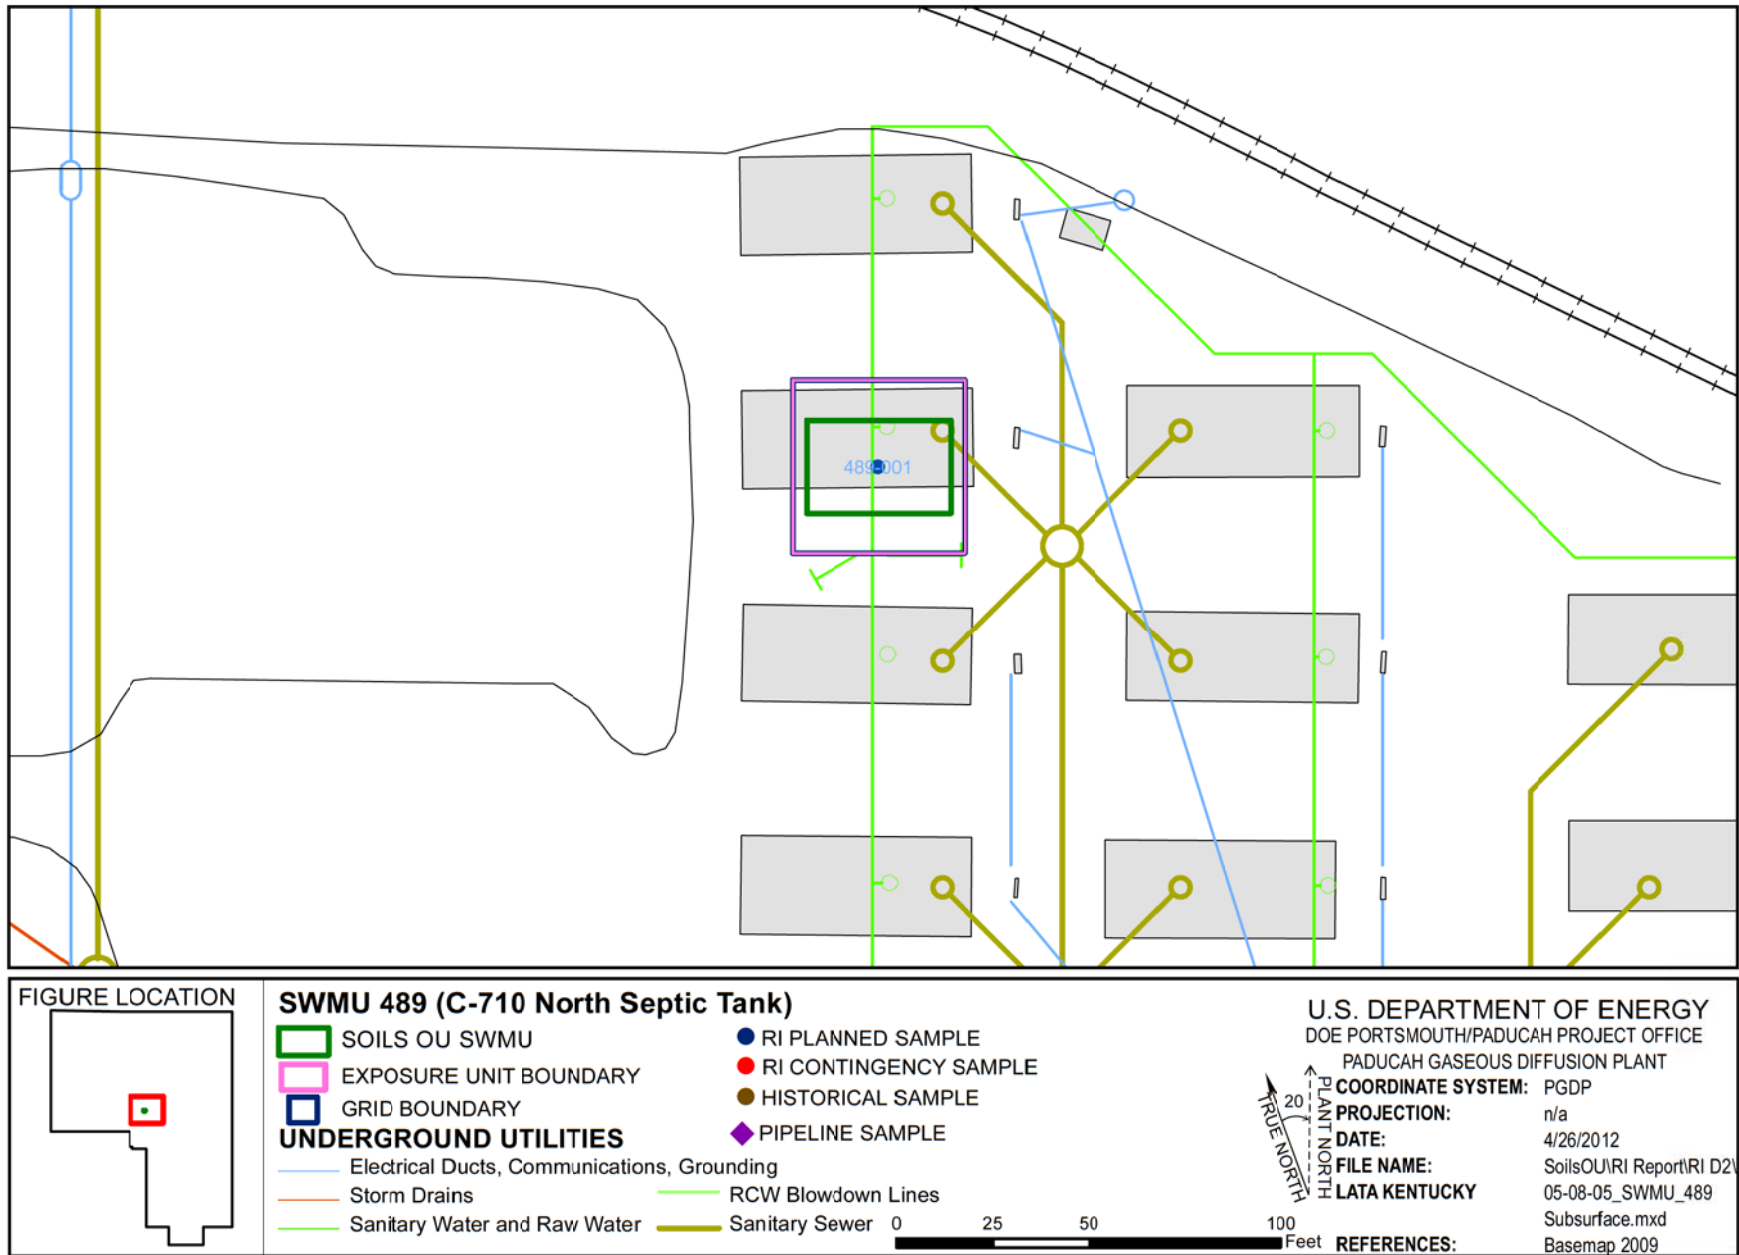 489-001
FIGURE LOCATION
SWMU 489 (C-710 North Septic Tank)
SOILS OU SWMU
EXPOSURE UNIT BOUNDARY
GRID BOUNDARY
RI PLANNED SAMPLE
RI CONTINGENCY SAMPLE
HISTORICAL SAMPLE
PIPELINE SAMPLE
UNDERGROUND UTILITIES
Electrical Ducts, Communications, Grounding
Storm Drains
RCW Blowdown Lines
Sanitary Water and Raw Water
Sanitary Sewer
0 25 50 100
Feet
TRUE NORTH
20
PLANT NORTH
U.S. DEPARTMENT OF ENERGY
DOE PORTSMOUTH/PADUCAH PROJECT OFFICE
PADUCAH GASEOUS DIFFUSION PLANT
COORDINATE SYSTEM: PGDP
PROJECTION: n/a
DATE: 4/26/2012
FILE NAME: SoilsOU\RI Report\RI D2\
LATA KENTUCKY 05-08-05_SWMU_489
Subsurface.mxd
REFERENCES: Basemap 2009